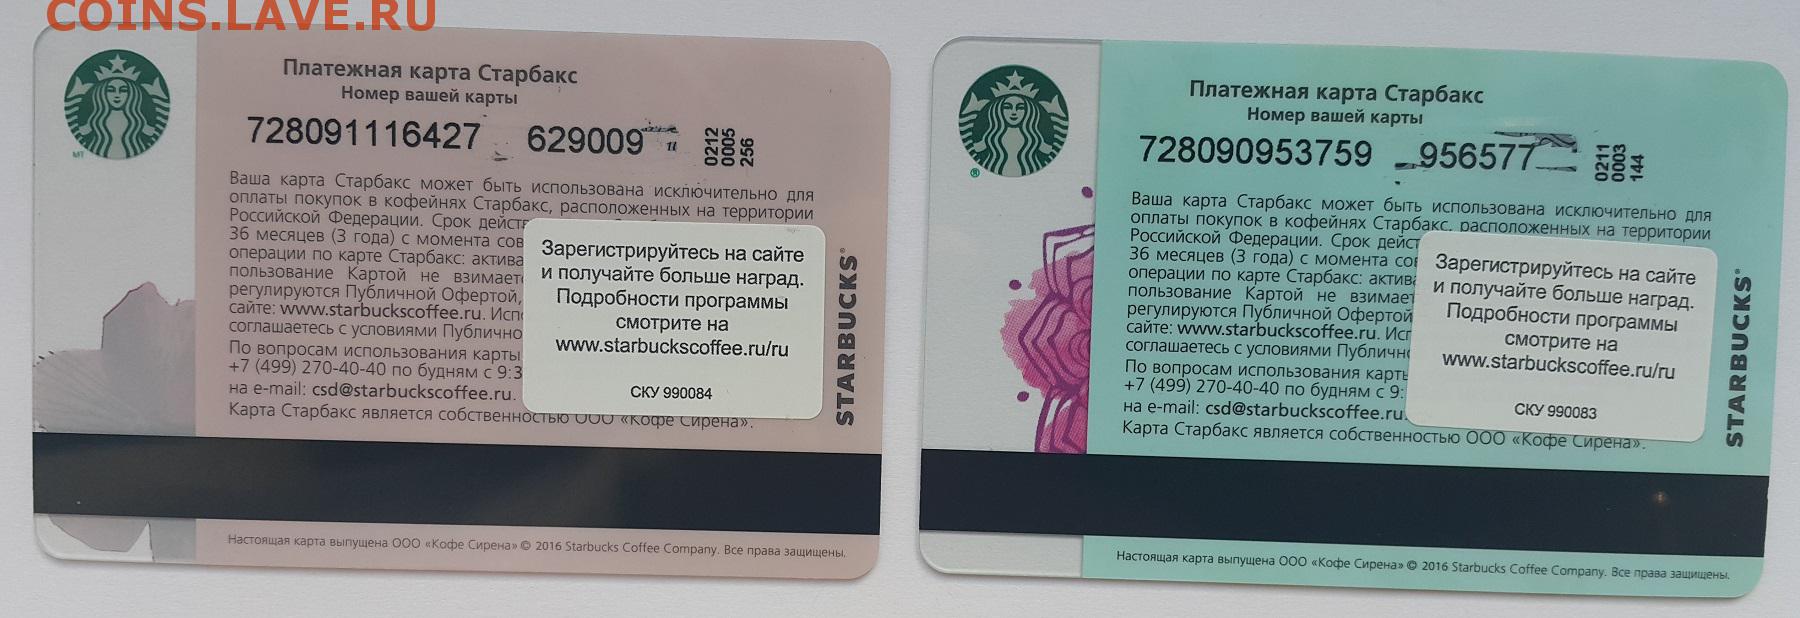 COINS.LAVE.RU
Платежная карта Старбакс
Номер вашей карты
728091116427 629009
0212
0005
256
Ваша карта Старбакс может быть использована исключительно для
оплаты покупок в кофейнях Старбакс, расположенных на территории
Российской Федерации. Срок дейст
36 месяцев (3 года) с момента сов
операции по карте Старбакс: актива
пользование Картой не взимает
регулируются Публичной Офертой,
сайте: www.starbuckscoffee.ru. Исп
соглашаетесь с условиями Публично
По вопросам использования карты
+7 (499) 270-40-40 по будням с 9:3
на e-mail: csd@starbuckscoffee.ru.
Карта Старбакс является собственностью ООО «Кофе Сирена».
Зарегистрируйтесь на сайте
и получайте больше наград.
Подробности программы
смотрите на
www.starbuckscoffee.ru/ru
СКУ 990084
STARBUCKS®
МТ
Настоящая карта выпущена ООО «Кофе Сирена» © 2016 Starbucks Coffee Company. Все права защищены.
Платежная карта Старбакс
Номер вашей карты
728090953759 956577
0211
0003
144
Ваша карта Старбакс может быть использована исключительно для
оплаты покупок в кофейнях Старбакс, расположенных на территории
Российской Федерации. Срок дейст
36 месяцев (3 года) с момента сов
операции по карте Старбакс: актива
пользование Картой не взимает
регулируются Публичной Офертой
сайте: www.starbuckscoffee.ru. Исп
соглашаетесь с условиями Публичн
По вопросам использования карты
+7 (499) 270-40-40 по будням с 9:
на e-mail: csd@starbuckscoffee.ru
Карта Старбакс является собственностью ООО «Кофе Сирена».
Зарегистрируйтесь на сайте
и получайте больше наград.
Подробности программы
смотрите на
www.starbuckscoffee.ru/ru
СКУ 990083
STARBUCKS®
®
Настоящая карта выпущена ООО «Кофе Сирена» © 2016 Starbucks Coffee Company. Все права защищены.